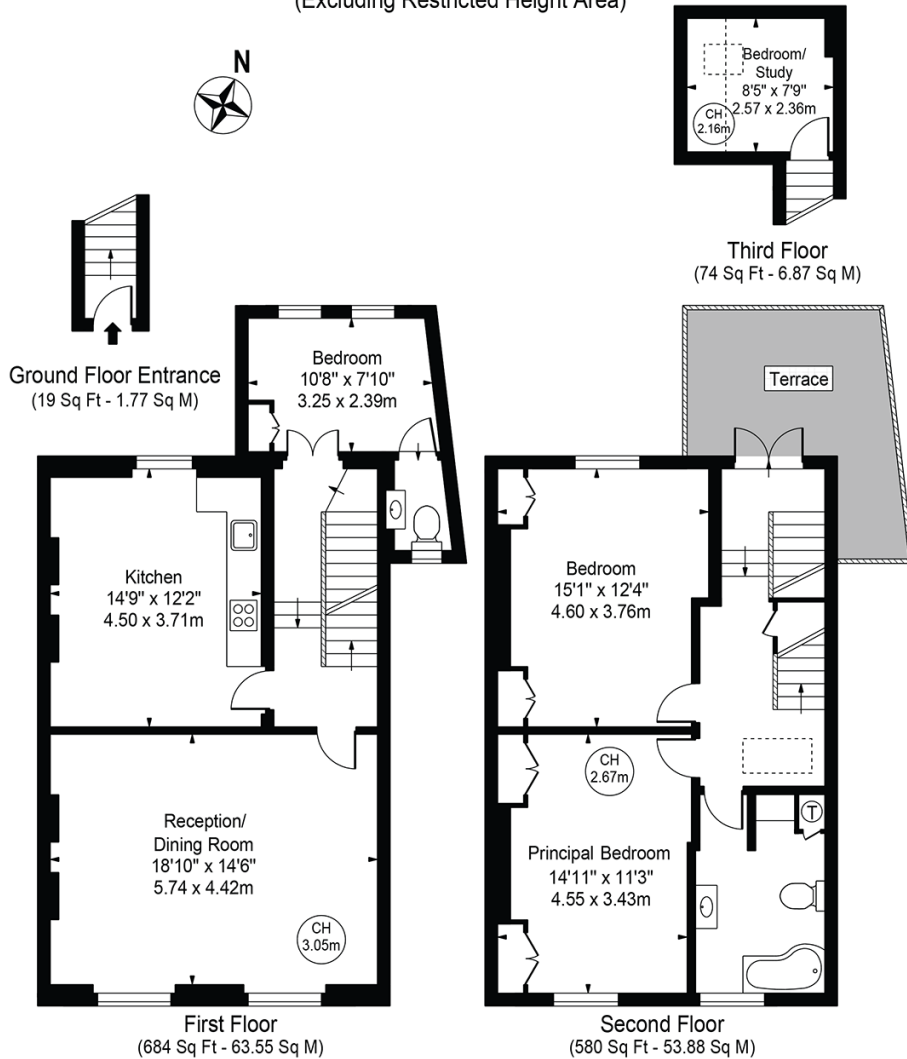 (Excluding Restricted Height Area)
N
Bedroom/
Study
8'5" x 7'9"
2.57 x 2.36m
CH
2.16m
Third Floor
(74 Sq Ft - 6.87 Sq M)
Ground Floor Entrance
(19 Sq Ft - 1.77 Sq M)
Bedroom
10'8" x 7'10"
3.25 x 2.39m
Terrace
Kitchen
14'9" x 12'2"
4.50 x 3.71m
Bedroom
15'1" x 12'4"
4.60 x 3.76m
Reception/
Dining Room
18'10" x 14'6"
5.74 x 4.42m
CH
3.05m
CH
2.67m
T
Principal Bedroom
14'11" x 11'3"
4.55 x 3.43m
First Floor
(684 Sq Ft - 63.55 Sq M)
Second Floor
(580 Sq Ft - 53.88 Sq M)